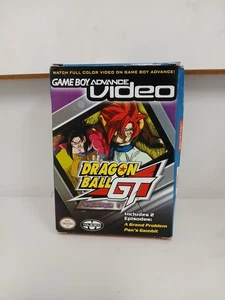 WATCH FULL COLOR VIDEO ON GAME BOY ADVANCE!
GAME BOY ADVANCE
Video
DRAGON
BALL GT
Includes 2
Episodes:
A Grand Problem
Pan's Gambit